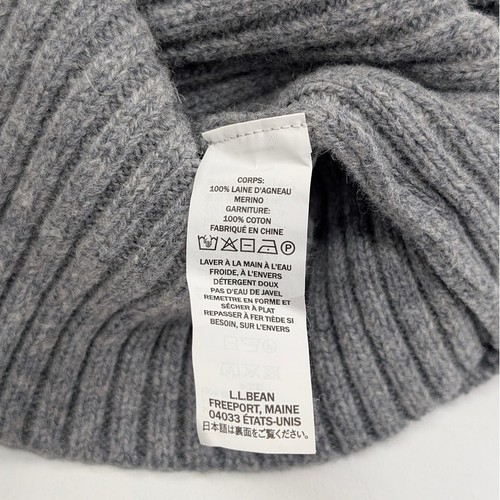 CORPS:
100% LAINE D'AGNEAU
MERINO
GARNITURE:
100% COTON
FABRIQUÉ EN CHINE
P
LAVER À LA MAIN À L'EAU
FROIDE, À L'ENVERS
DÉTERGENT DOUX
PAS D'EAU DE JAVEL
REMETTRE EN FORME ET
SÉCHER À PLAT
REPASSER À FER TIÈDE SI
BESOIN, SUR L'ENVERS
L.L.BEAN
FREEPORT, MAINE
04033 ÉTATS-UNIS
日本語は裏面をご覧ください。